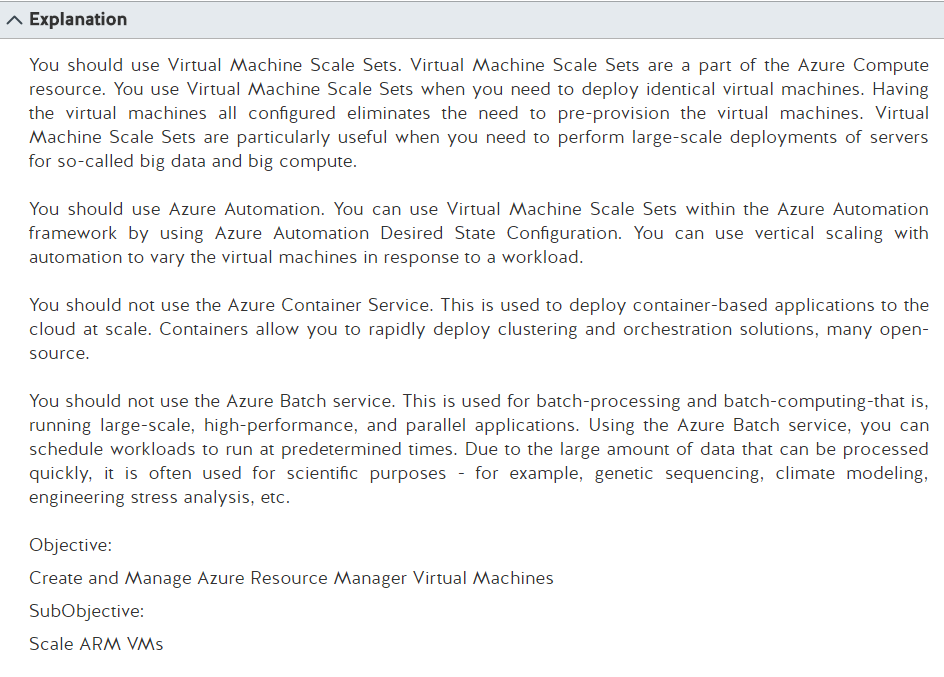 Explanation
You should use Virtual Machine Scale Sets. Virtual Machine Scale Sets are a part of the Azure Compute
resource. You use Virtual Machine Scale Sets when you need to deploy identical virtual machines. Having
the virtual machines all configured eliminates the need to pre-provision the virtual machines. Virtual
Machine Scale Sets are particularly useful when you need to perform large-scale deployments of servers
for so-called big data and big compute.
You should use Azure Automation. You can use Virtual Machine Scale Sets within the Azure Automation
framework by using Azure Automation Desired State Configuration. You can use vertical scaling with
automation to vary the virtual machines in response to a workload.
You should not use the Azure Container Service. This is used to deploy container-based applications to the
cloud at scale. Containers allow you to rapidly deploy clustering and orchestration solutions, many open-
source.
You should not use the Azure Batch service. This is used for batch-processing and batch-computing-that is,
running large-scale, high-performance, and parallel applications. Using the Azure Batch service, you can
schedule workloads to run at predetermined times. Due to the large amount of data that can be processed
quickly, it is often used for scientific purposes - for example, genetic sequencing, climate modeling,
engineering stress analysis, etc.
Objective:
Create and Manage Azure Resource Manager Virtual Machines
SubObjective:
Scale ARM VMs